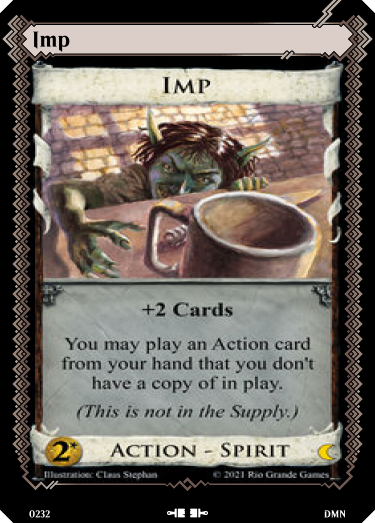 Imp
IMP
+2 Cards
You may play an Action card
from your hand that you don't
have a copy of in play.
(This is not in the Supply.)
2* ACTION - SPIRIT
Illustration: Claus Stephan © 2021 Rio Grande Games
0232 DMN